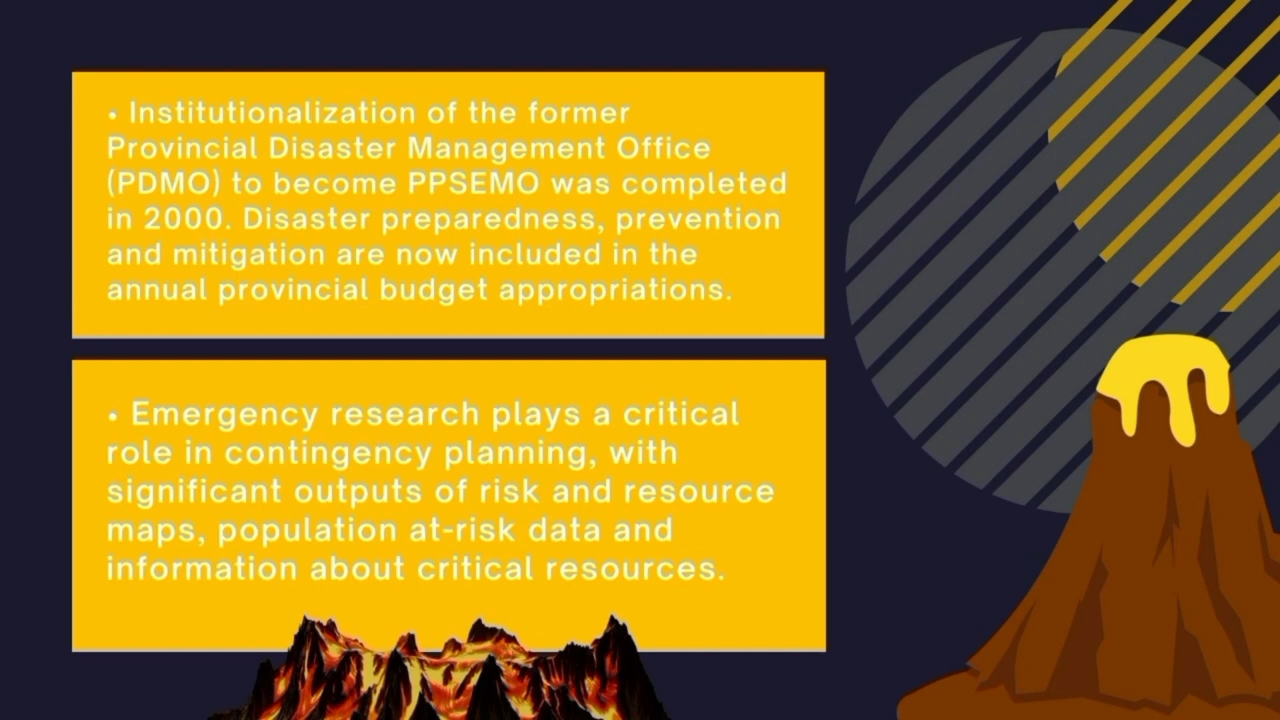 • Institutionalization of the former
Provincial Disaster Management Office
(PDMO) to become PPSEMO was completed
in 2000. Disaster preparedness, prevention
and mitigation are now included in the
annual provincial budget appropriations.
• Emergency research plays a critical
role in contingency planning, with
significant outputs of risk and resource
maps, population at-risk data and
information about critical resources.